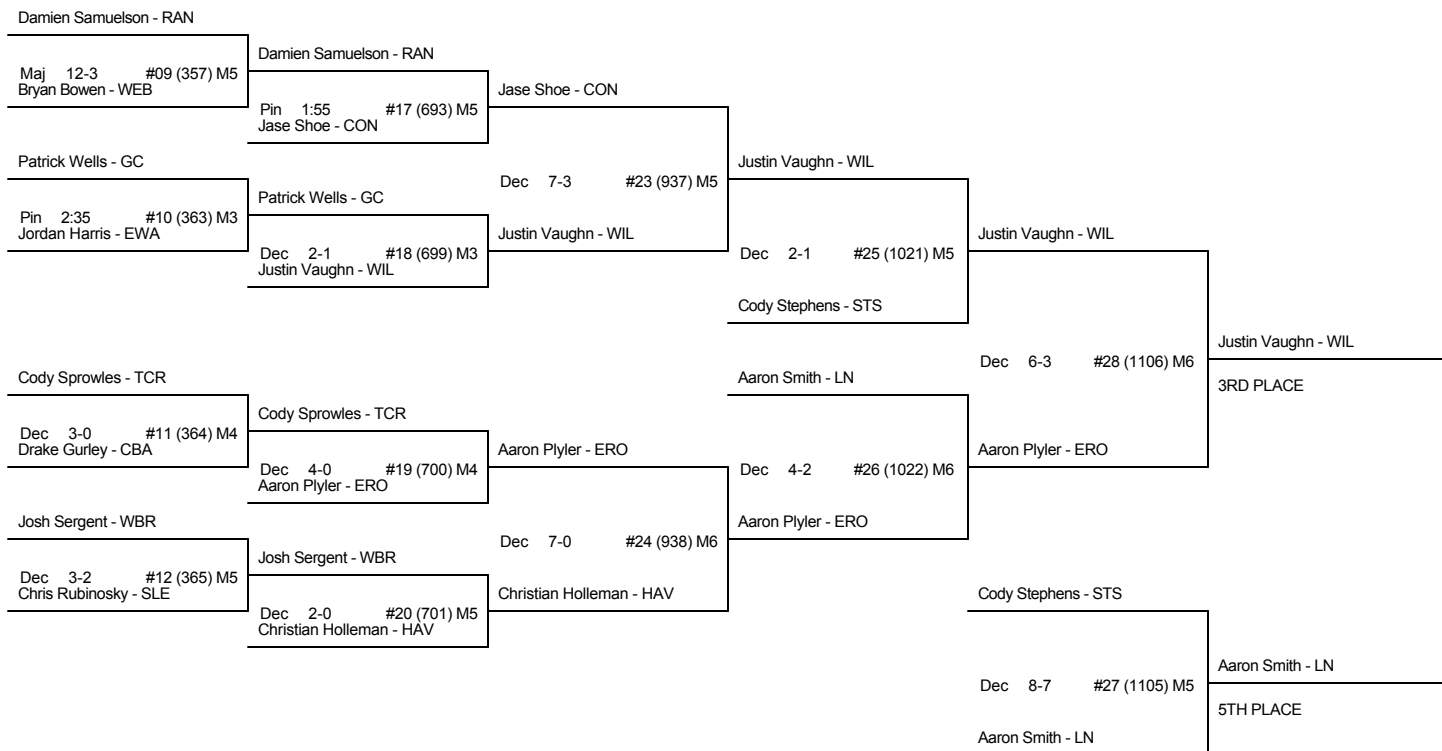 Damien Samuelson - RAN
Maj 12-3 #09 (357) M5
Bryan Bowen - WEB
Damien Samuelson - RAN
Pin 1:55 #17 (693) M5
Jase Shoe - CON
Jase Shoe - CON
Patrick Wells - GC
Pin 2:35 #10 (363) M3
Jordan Harris - EWA
Patrick Wells - GC
Dec 2-1 #18 (699) M3
Justin Vaughn - WIL
Dec 7-3 #23 (937) M5
Justin Vaughn - WIL
Justin Vaughn - WIL
Dec 2-1 #25 (1021) M5
Cody Stephens - STS
Justin Vaughn - WIL
Dec 6-3 #28 (1106) M6
Justin Vaughn - WIL
3RD PLACE
Cody Sprowles - TCR
Dec 3-0 #11 (364) M4
Drake Gurley - CBA
Cody Sprowles - TCR
Dec 4-0 #19 (700) M4
Aaron Plyler - ERO
Aaron Plyler - ERO
Aaron Smith - LN
Dec 4-2 #26 (1022) M6
Aaron Plyler - ERO
Aaron Plyler - ERO
Josh Sergent - WBR
Dec 3-2 #12 (365) M5
Chris Rubinosky - SLE
Josh Sergent - WBR
Dec 2-0 #20 (701) M5
Christian Holleman - HAV
Dec 7-0 #24 (938) M6
Christian Holleman - HAV
Cody Stephens - STS
Dec 8-7 #27 (1105) M5
Aaron Smith - LN
Aaron Smith - LN
5TH PLACE